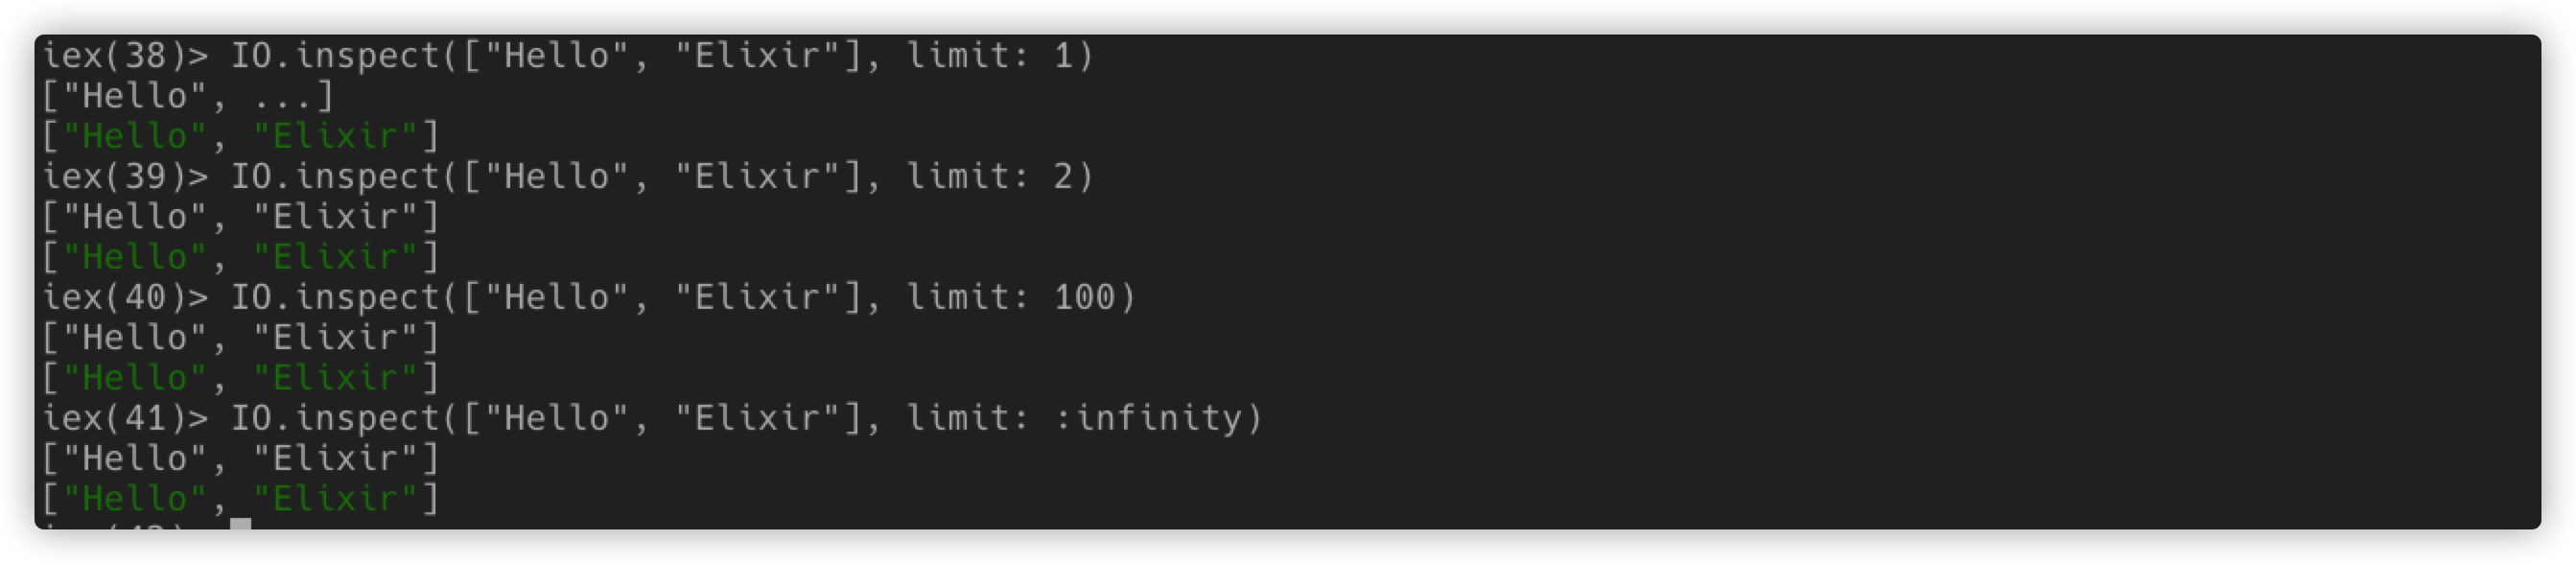 iex(38)> IO.inspect(["Hello", "Elixir"], limit: 1)
["Hello", ...]
["Hello", "Elixir"]
iex(39)> IO.inspect(["Hello", "Elixir"], limit: 2)
["Hello", "Elixir"]
["Hello", "Elixir"]
iex(40)> IO.inspect(["Hello", "Elixir"], limit: 100)
["Hello", "Elixir"]
["Hello", "Elixir"]
iex(41)> IO.inspect(["Hello", "Elixir"], limit: :infinity)
["Hello", "Elixir"]
["Hello", "Elixir"]